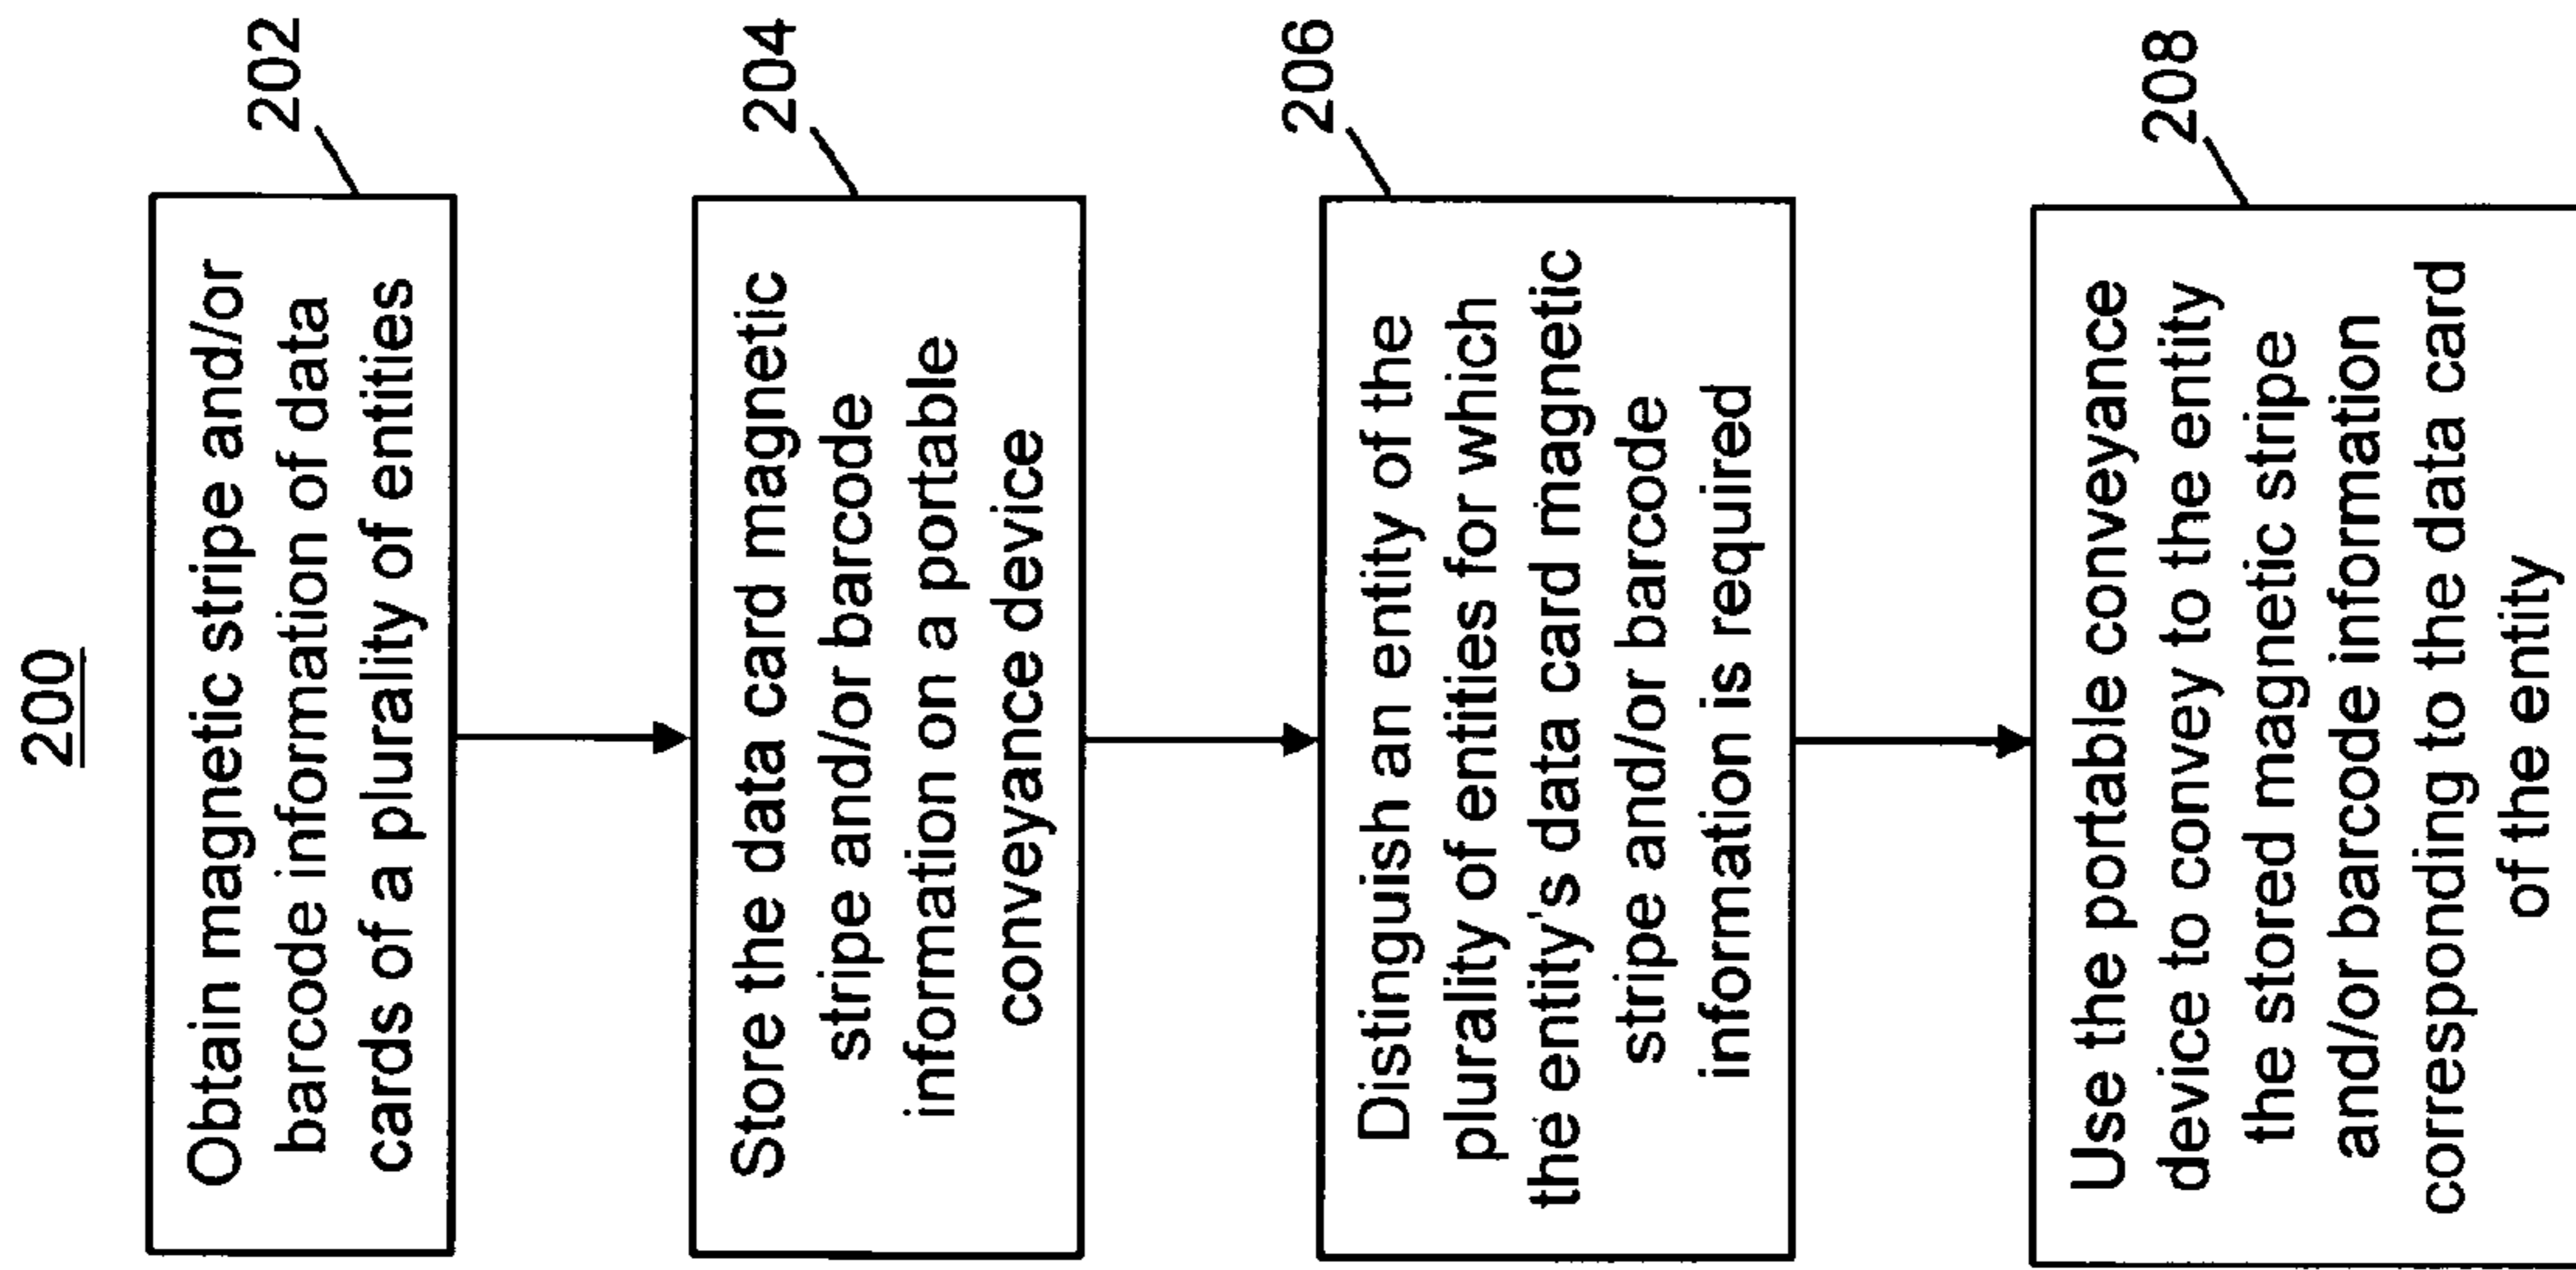 200
202
Obtain magnetic stripe and/or
barcode information of data
cards of a plurality of entities
204
Store the data card magnetic
stripe and/or barcode
information on a portable
conveyance device
206
Distinguish an entity of the
plurality of entities for which
the entity's data card magnetic
stripe and/or barcode
information is required
208
Use the portable conveyance
device to convey to the entity
the stored magnetic stripe
and/or barcode information
corresponding to the data card
of the entity